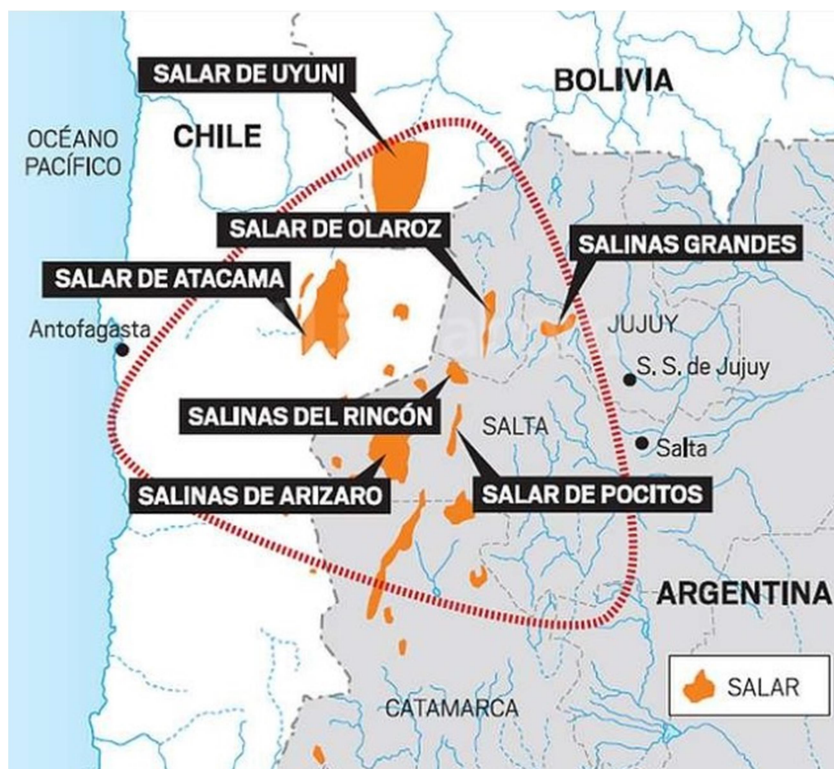 SALAR DE UYUNI
BOLIVIA
OCÉANO
PACÍFICO
CHILE
SALAR DE OLAROZ
SALINAS GRANDES
SALAR DE ATACAMA
Antofagasta
JUJUY
S. S. de Jujuy
SALINAS DEL RINCÓN
SALTA
Salta
SALINAS DE ARIZARO
SALAR DE POCITOS
ARGENTINA
SALAR
CATAMARCA